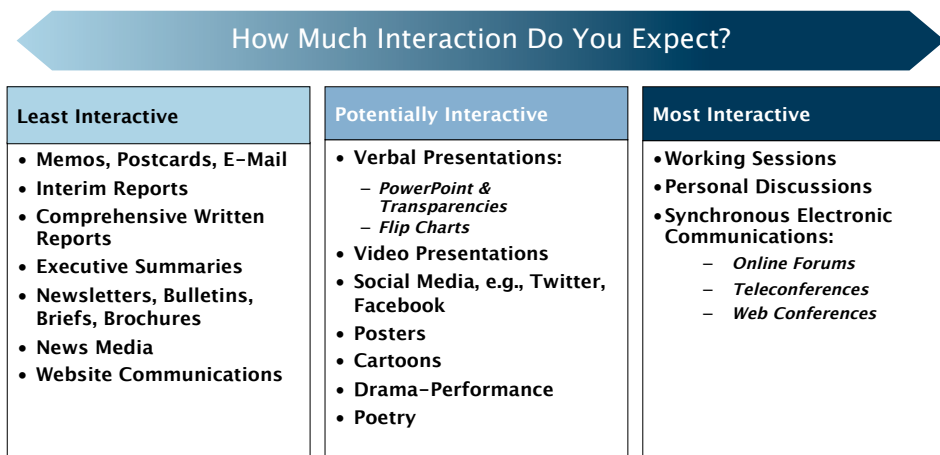 How Much Interaction Do You Expect?
Least Interactive
• Memos, Postcards, E-Mail
• Interim Reports
• Comprehensive Written
Reports
• Executive Summaries
• Newsletters, Bulletins,
Briefs, Brochures
• News Media
• Website Communications
Potentially Interactive
• Verbal Presentations:
– PowerPoint &
Transparencies
– Flip Charts
• Video Presentations
• Social Media, e.g., Twitter,
Facebook
• Posters
• Cartoons
• Drama-Performance
• Poetry
Most Interactive
• Working Sessions
• Personal Discussions
• Synchronous Electronic
Communications:
– Online Forums
– Teleconferences
– Web Conferences